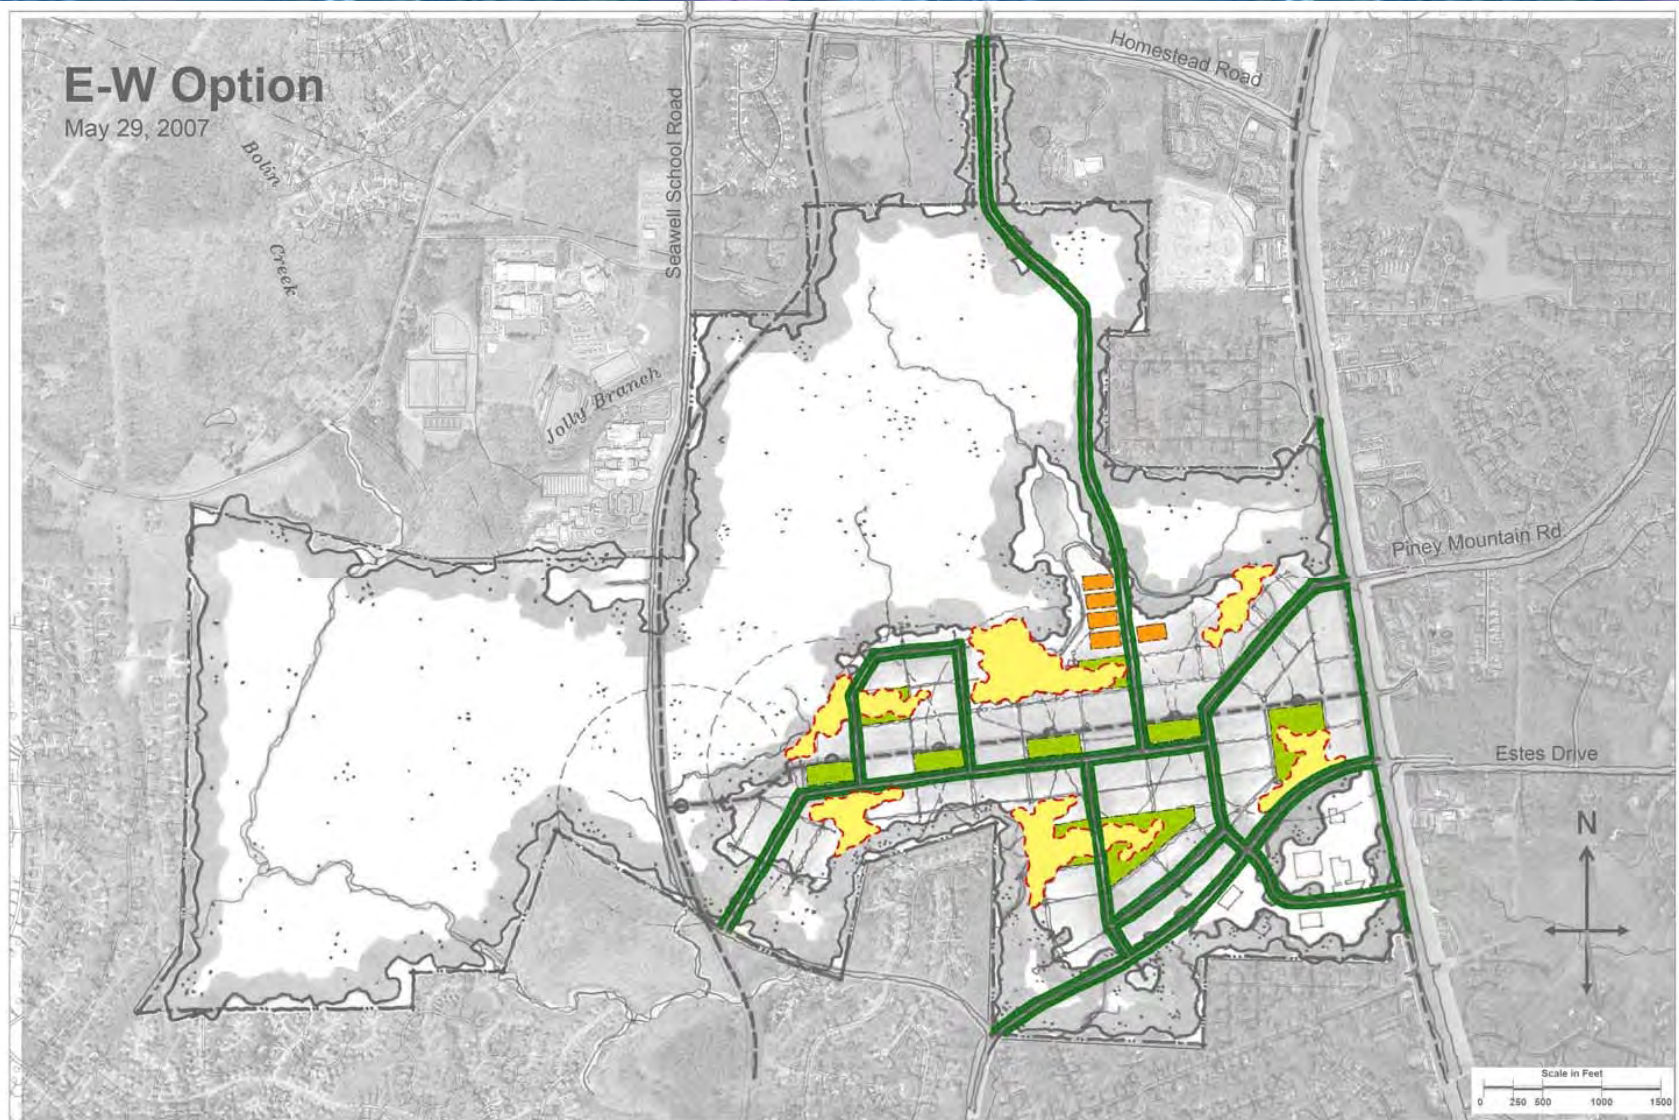 E-W Option
May 29, 2007
Homestead Road
Seawell School Road
Bolin
Creek
Jolly Branch
Piney Mountain Rd
Estes Drive
N
Scale in Feet
0 250 500 1000 1500